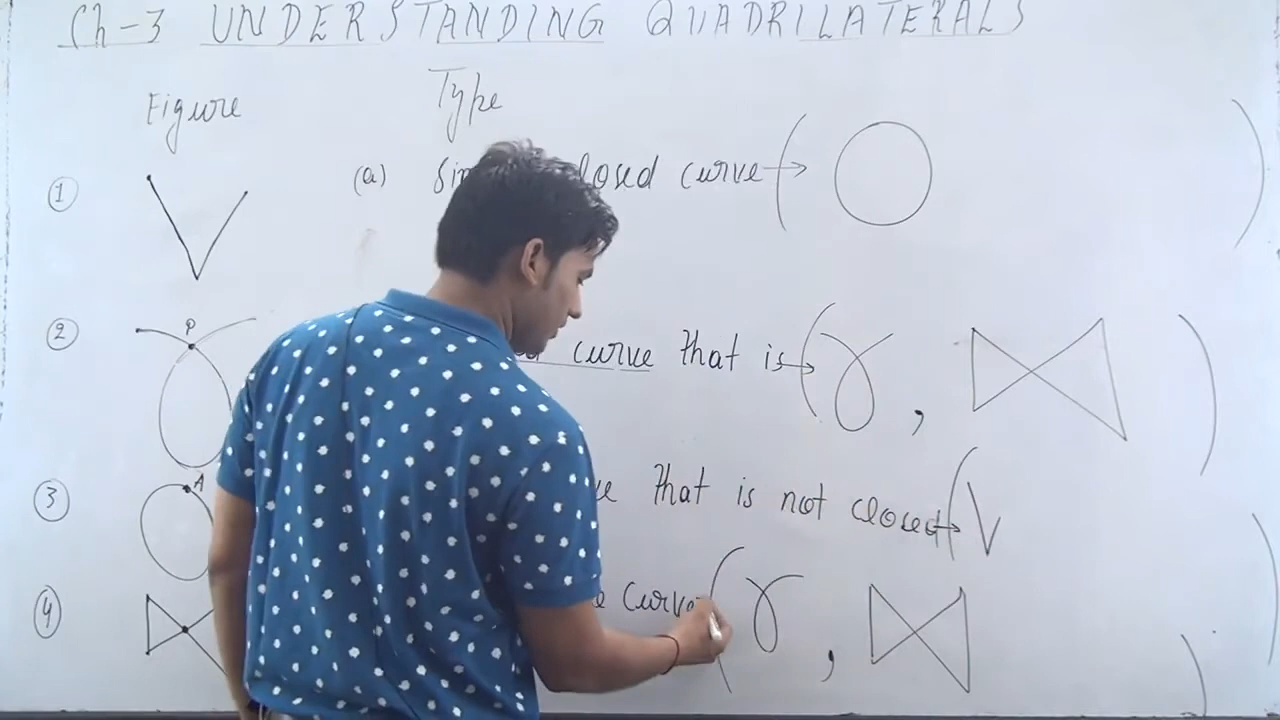 Ch-3 UNDERSTANDING QUADRILATERALS
Figure Type
1 (a) closed curve
2 P curve that is ,
3 A that is not closed
4 curve ,